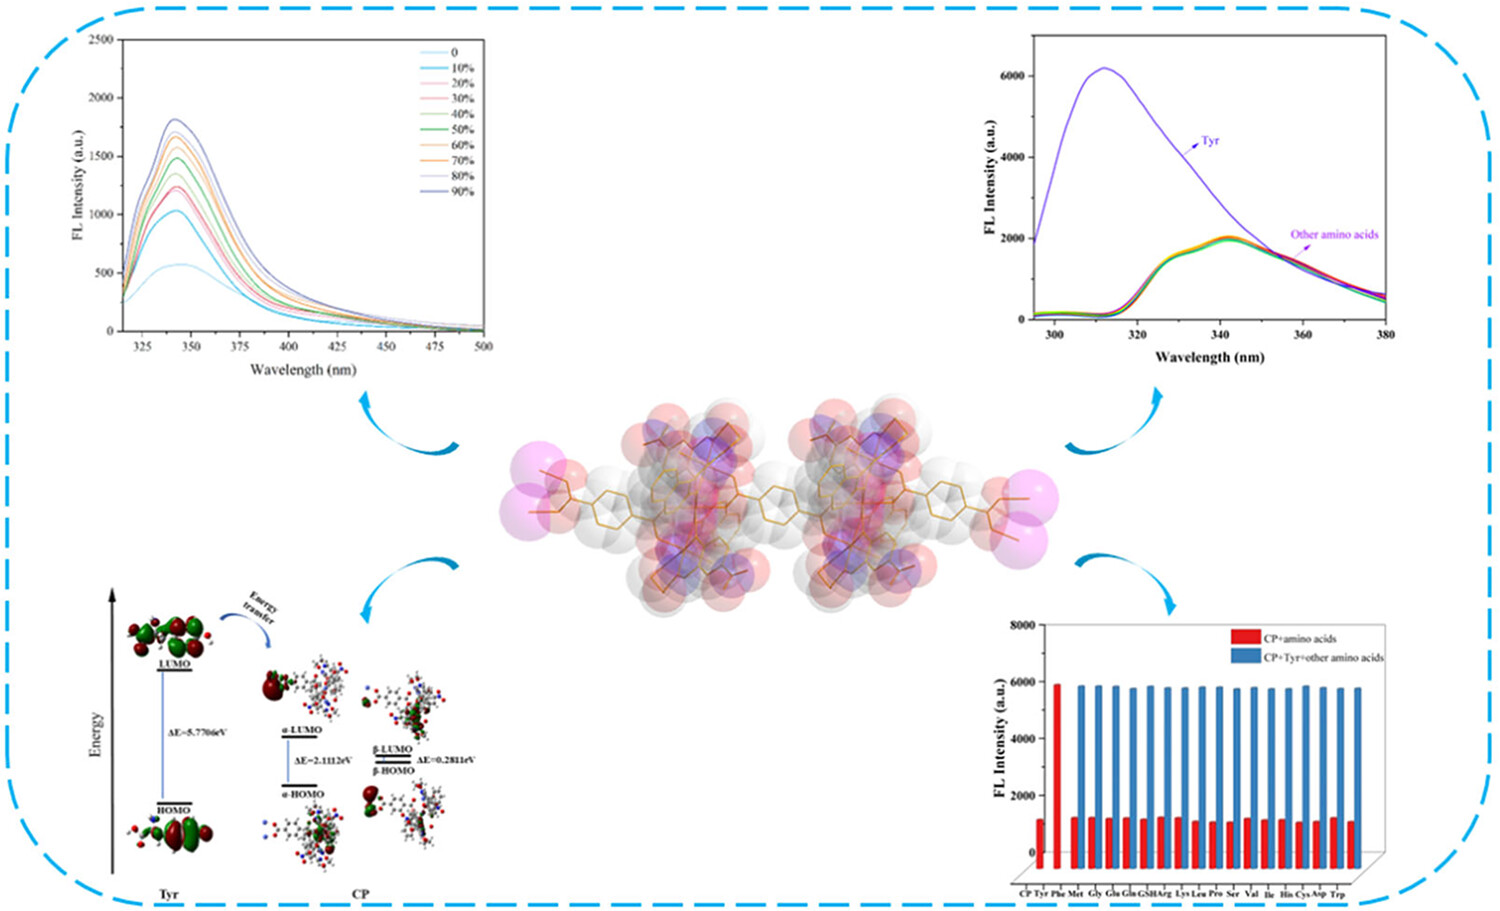 2500
2000
1500
1000
500
0
FL Intensity (a.u.)
325 350 375 400 425 450 475 500
Wavelength (nm)
0
10%
20%
30%
40%
50%
60%
70%
80%
90%
6000
4000
2000
0
FL Intensity (a.u.)
300 320 340 360 380
Wavelength (nm)
Tyr
Other amino acids
Energy
Energy
transfer
LUMO
ΔE=5.7706eV
HOMO
α-LUMO
ΔE=2.1112eV
α-HOMO
β-LUMO
β-HOMO
ΔE=0.2811eV
Tyr CP
8000
6000
4000
2000
0
FL Intensity (a.u.)
CP+amino acids
CP+Tyr+other amino acids
CP Tyr Phe Met Gly Glu Gln GSH Arg Lys Leu Pro Ser Val Ile His Cys Asp Trp